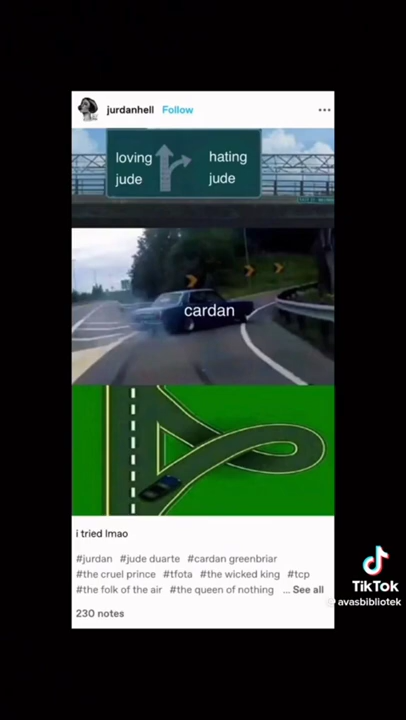 jurdanhell Follow ...
loving hating
jude jude
cardan
i tried lmao
#jurdan #jude duarte #cardan greenbriar
#the cruel prince #tfota #the wicked king #tcp
#the folk of the air #the queen of nothing ... See all
230 notes
TikTok
avasbibliotek